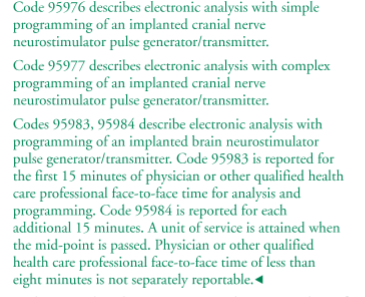 Code 95976 describes electronic analysis with simple
programming of an implanted cranial nerve
neurostimulator pulse generator/transmitter.
Code 95977 describes electronic analysis with complex
programming of an implanted cranial nerve
neurostimulator pulse generator/transmitter.
Codes 95983, 95984 describe electronic analysis with
programming of an implanted brain neurostimulator
pulse generator/transmitter. Code 95983 is reported for
the first 15 minutes of physician or other qualified health
care professional face-to-face time for analysis and
programming. Code 95984 is reported for each
additional 15 minutes. A unit of service is attained when
the mid-point is passed. Physician or other qualified
health care professional face-to-face time of less than
eight minutes is not separately reportable.◄